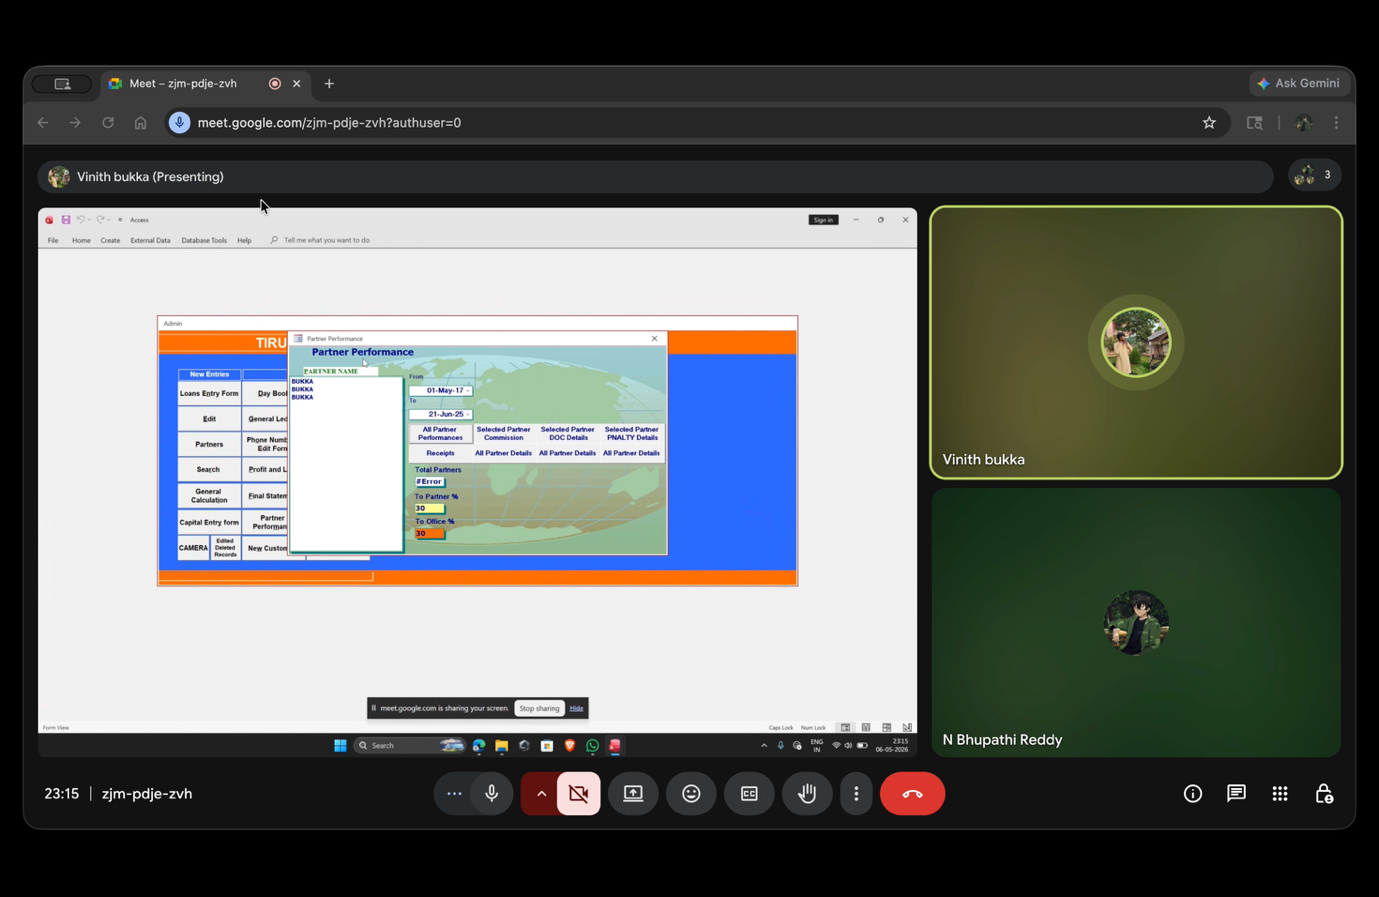 Meet – zjm-pdje-zvh
Ask Gemini
meet.google.com/zjm-pdje-zvh?authuser=0
Vinith bukka (Presenting)
3
Access
Sign in
File Home Create External Data Database Tools Help Tell me what you want to do
Admin
TIRU
Partner Performance
Partner Performance
PARTNER NAME
BUKKA
BUKKA
BUKKA
From
01-May-17
To
21-Jun-25
All Partner Performances
Selected Partner Commission
Selected Partner DOC Details
Selected Partner PNALTY Details
Receipts
All Partner Details
All Partner Details
All Partner Details
Total Partners
#Error
To Partner %
30
To Office %
30
New Entries
Loans Entry Form
Day Boo
Edit
General Led
Partners
Phone Numb
Edit Form
Search
Profit and L
General Calculation
Final Statem
Capital Entry form
Partner
Performan
CAMERA
Edited Deleted Records
New Custom
meet.google.com is sharing your screen.
Stop sharing
Hide
Form View
Caps Lock Num Lock
Search
ENG
IN
23:15
06-05-2026
Vinith bukka
N Bhupathi Reddy
23:15 | zjm-pdje-zvh
CC